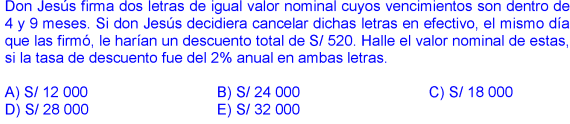 Don Jesús firma dos letras de igual valor nominal cuyos vencimientos son dentro de
4 y 9 meses. Si don Jesús decidiera cancelar dichas letras en efectivo, el mismo día
que las firmó, le harían un descuento total de S/ 520. Halle el valor nominal de estas,
si la tasa de descuento fue del 2% anual en ambas letras.
A) S/ 12 000 B) S/ 24 000 C) S/ 18 000
D) S/ 28 000 E) S/ 32 000